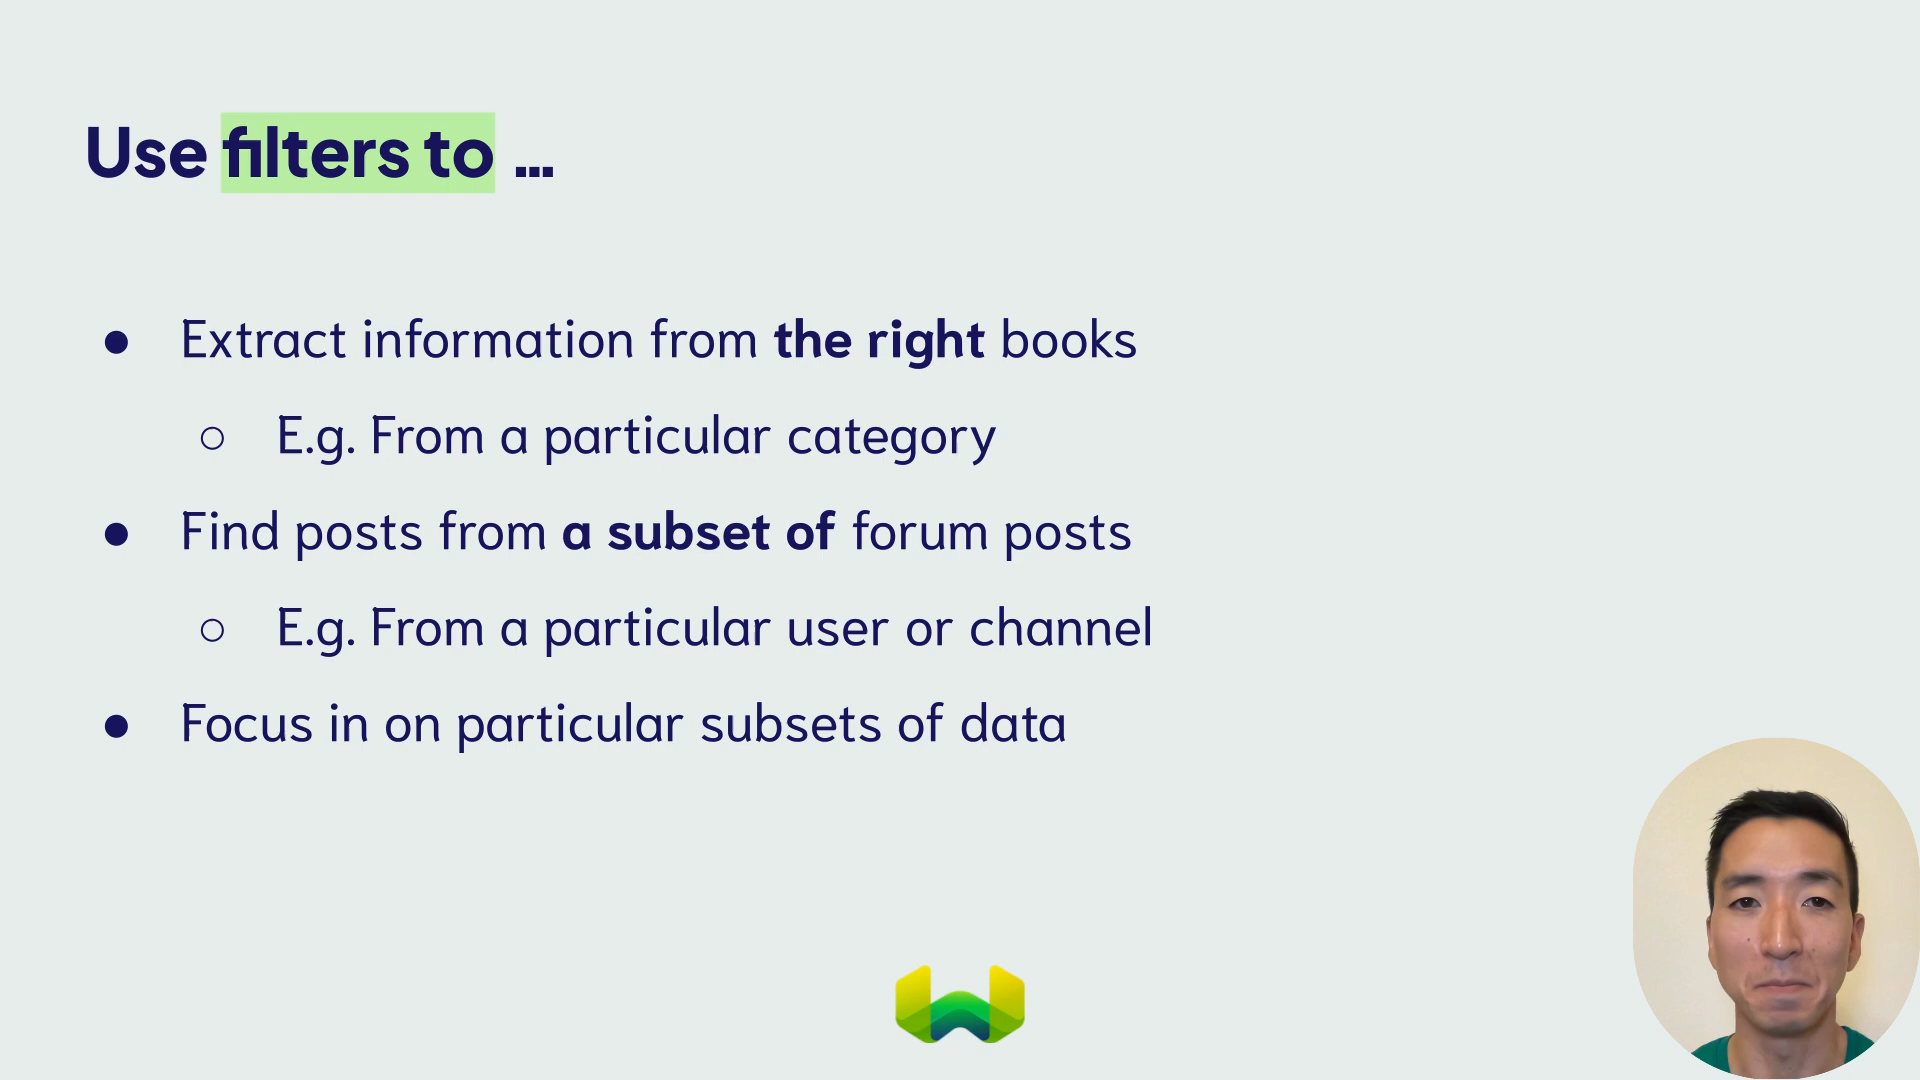 Use filters to ...
● Extract information from the right books
○ E.g. From a particular category
● Find posts from a subset of forum posts
○ E.g. From a particular user or channel
● Focus in on particular subsets of data